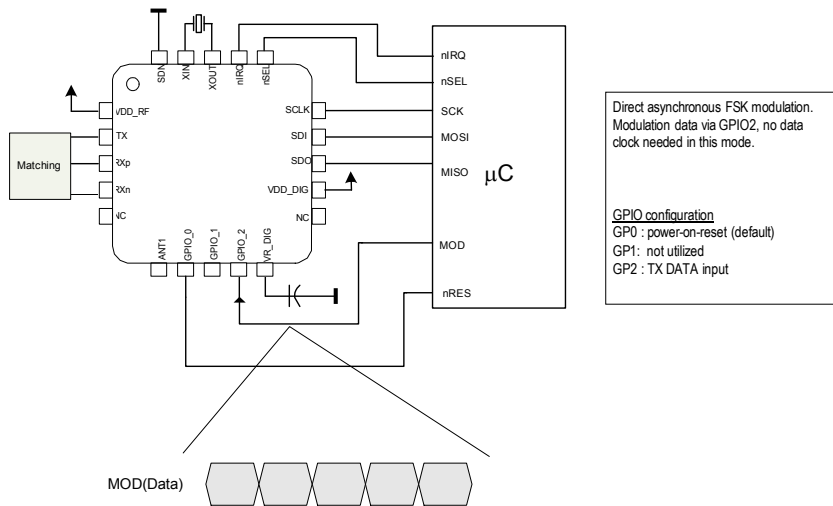 SDN
XIN
XOUT
nIRQ
nSEL
VDD_RF
TX
RXp
RXn
NC
Matching
SCLK
SDI
SDO
VDD_DIG
NC
ANT1
GPIO_0
GPIO_1
GPIO_2
VR_DIG
nIRQ
nSEL
SCK
MOSI
MISO
μC
MOD
nRES
Direct asynchronous FSK modulation.
Modulation data via GPIO2, no data
clock needed in this mode.
GPIO configuration
GP0 : power-on-reset (default)
GP1: not utilized
GP2 : TX DATA input
MOD(Data)